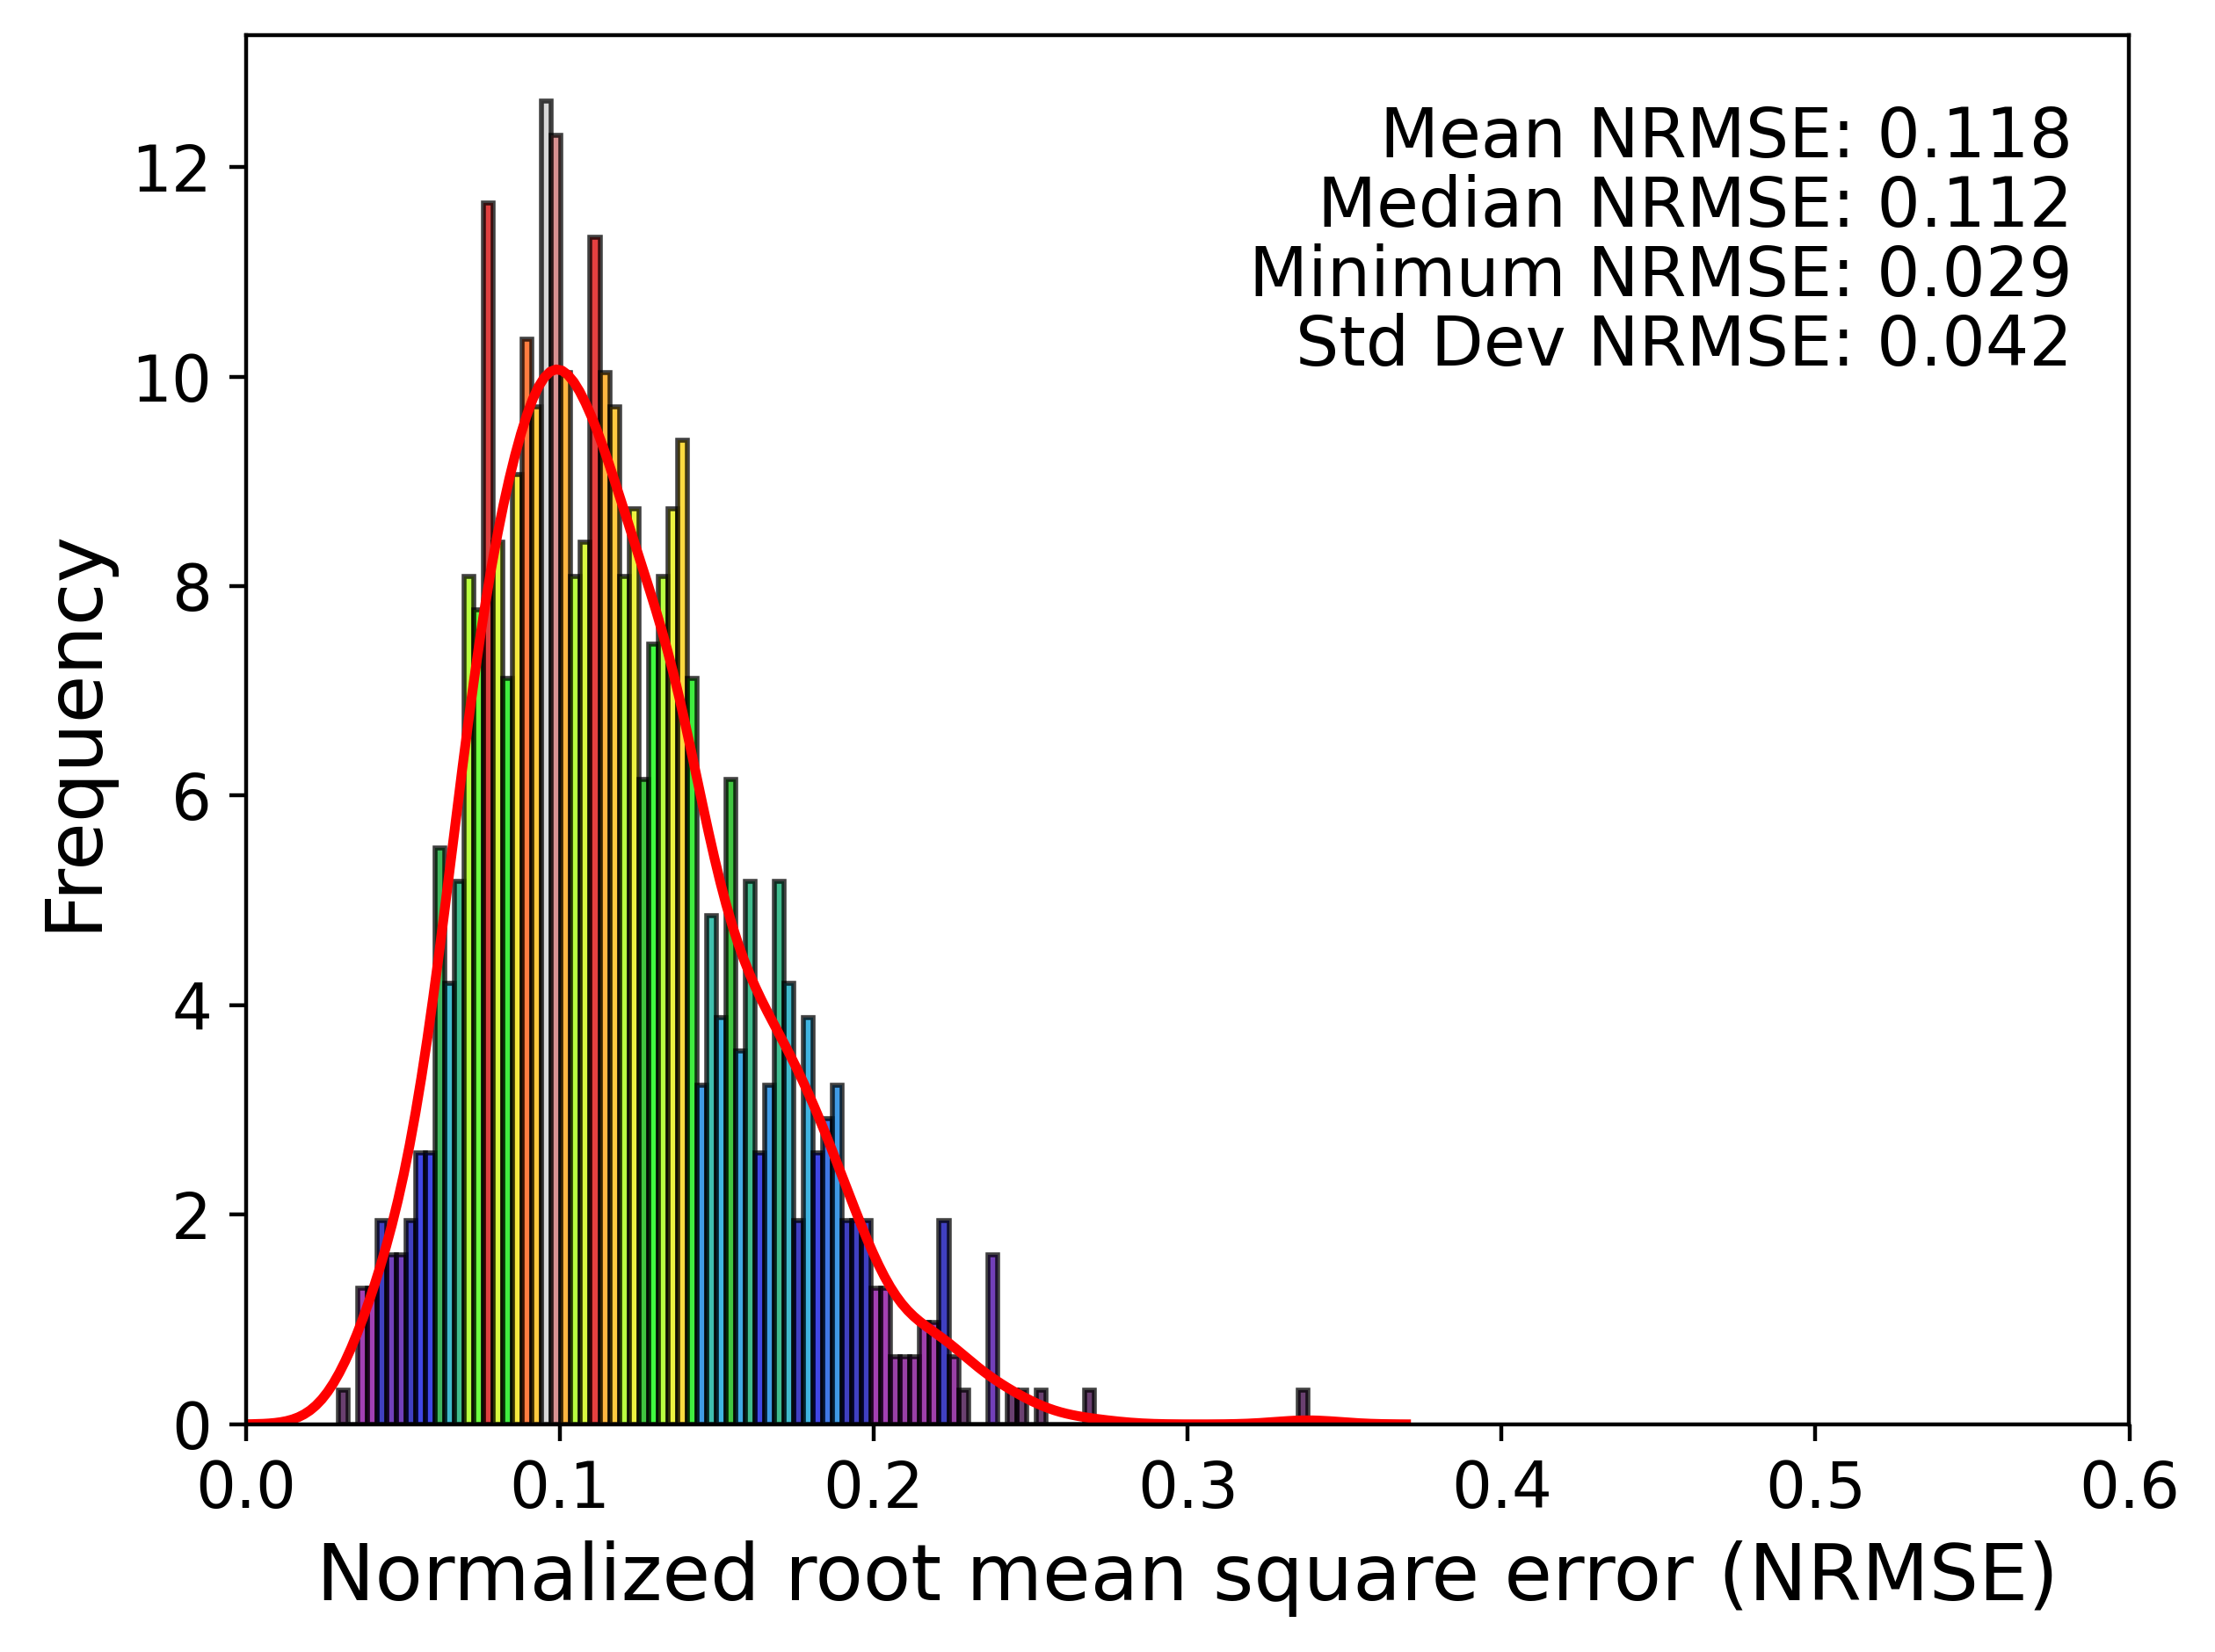 Mean NRMSE: 0.118
Median NRMSE: 0.112
Minimum NRMSE: 0.029
Std Dev NRMSE: 0.042
Frequency
12
10
8
6
4
2
0
0.0 0.1 0.2 0.3 0.4 0.5 0.6
Normalized root mean square error (NRMSE)